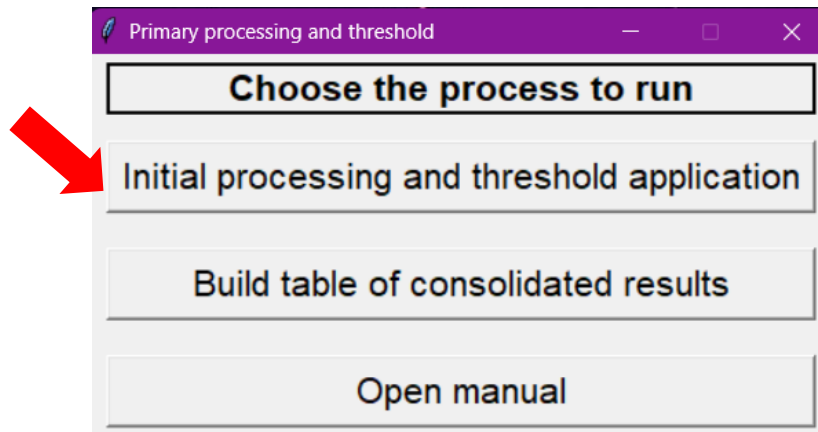 Primary processing and threshold
Choose the process to run
Initial processing and threshold application
Build table of consolidated results
Open manual